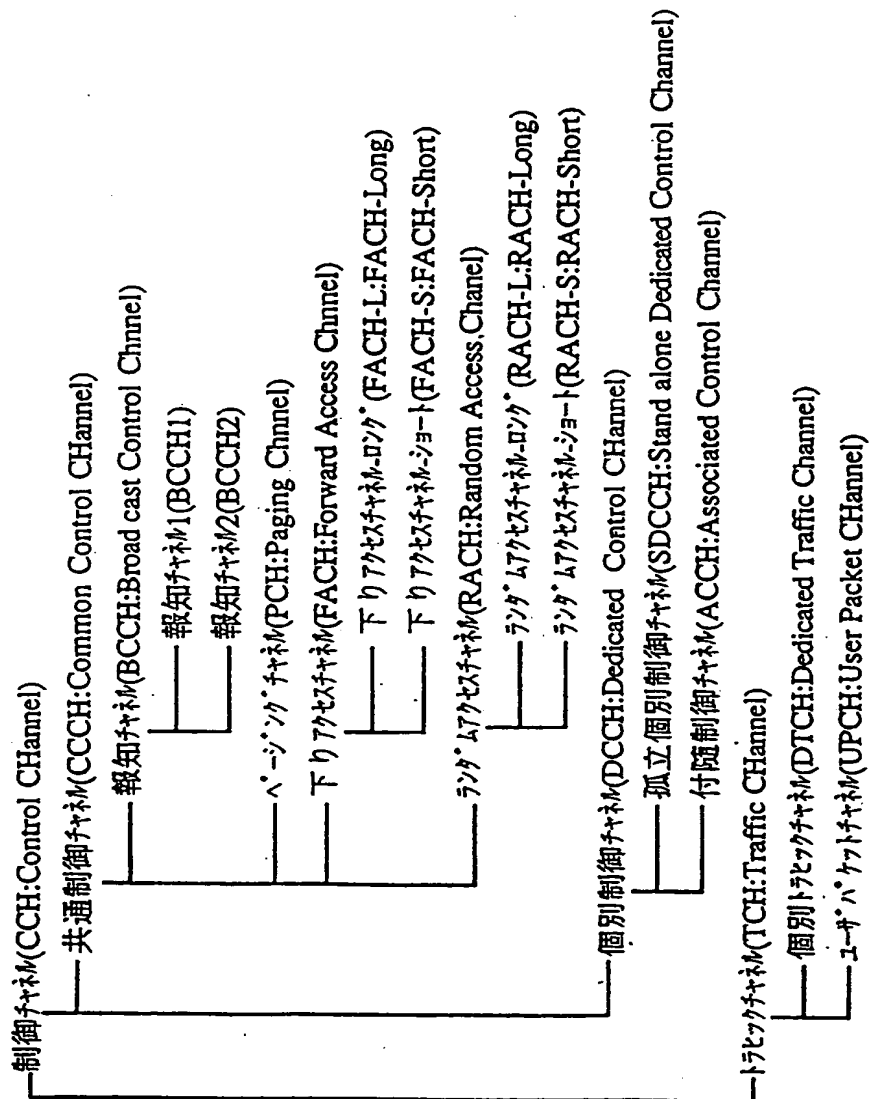 制御ﾁｬﾈﾙ(CCH:Control CHannel)
共通制御ﾁｬﾈﾙ(CCCH:Common Control CHannel)
報知ﾁｬﾈﾙ(BCCH:Broad cast Control Chnnel)
報知ﾁｬﾈﾙ1(BCCH1)
報知ﾁｬﾈﾙ2(BCCH2)
ﾍﾟｰｼﾞﾝｸﾞﾁｬﾈﾙ(PCH:Paging Chnnel)
下りｱｸｾｽﾁｬﾈﾙ(FACH:Forward Access Chnnel)
下りｱｸｾｽﾁｬﾈﾙ-ﾛﾝｸﾞ(FACH-L:FACH-Long)
下りｱｸｾｽﾁｬﾈﾙ-ｼｮｰﾄ(FACH-S:FACH-Short)
ﾗﾝﾀﾞﾑｱｸｾｽﾁｬﾈﾙ(RACH:Random Access,Chanel)
ﾗﾝﾀﾞﾑｱｸｾｽﾁｬﾈﾙ-ﾛﾝｸﾞ(RACH-L:RACH-Long)
ﾗﾝﾀﾞﾑｱｸｾｽﾁｬﾈﾙ-ｼｮｰﾄ(RACH-S:RACH-Short)
個別制御ﾁｬﾈﾙ(DCCH:Dedicated Control CHannel)
孤立個別制御ﾁｬﾈﾙ(SDCCH:Stand alone Dedicated Control Channel)
付随制御ﾁｬﾈﾙ(ACCH:Associated Control Channel)
ﾄﾗﾋｯｸﾁｬﾈﾙ(TCH:Traffic CHannel)
個別ﾄﾗﾋｯｸﾁｬﾈﾙ(DTCH:Dedicated Traffic Channel)
ﾕｰｻﾞﾊﾟｹｯﾄﾁｬﾈﾙ(UPCH:User Packet CHannel)